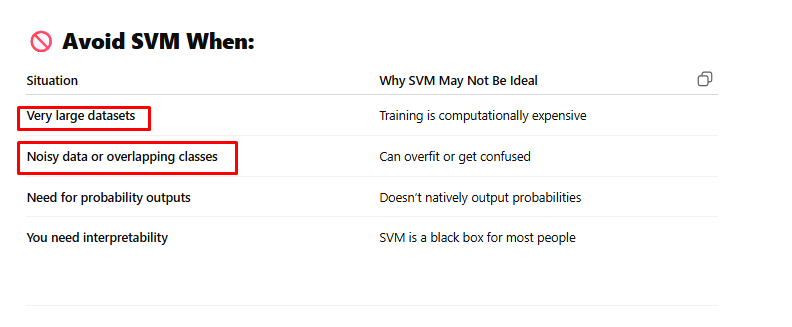 🚫 Avoid SVM When:
Situation Why SVM May Not Be Ideal
Very large datasets Training is computationally expensive
Noisy data or overlapping classes Can overfit or get confused
Need for probability outputs Doesn't natively output probabilities
You need interpretability SVM is a black box for most people